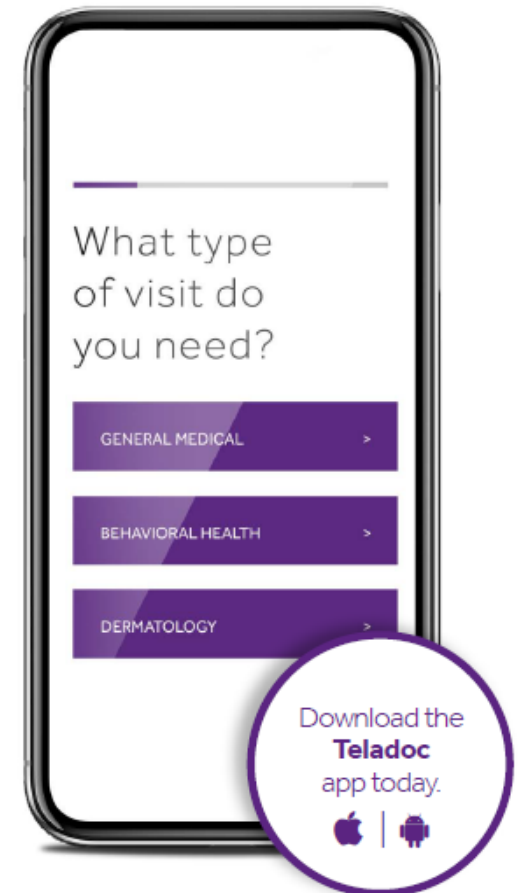 What type
of visit do
you need?
GENERAL MEDICAL >
BEHAVIORAL HEALTH >
DERMATOLOGY >
Download the
Teladoc
app today.